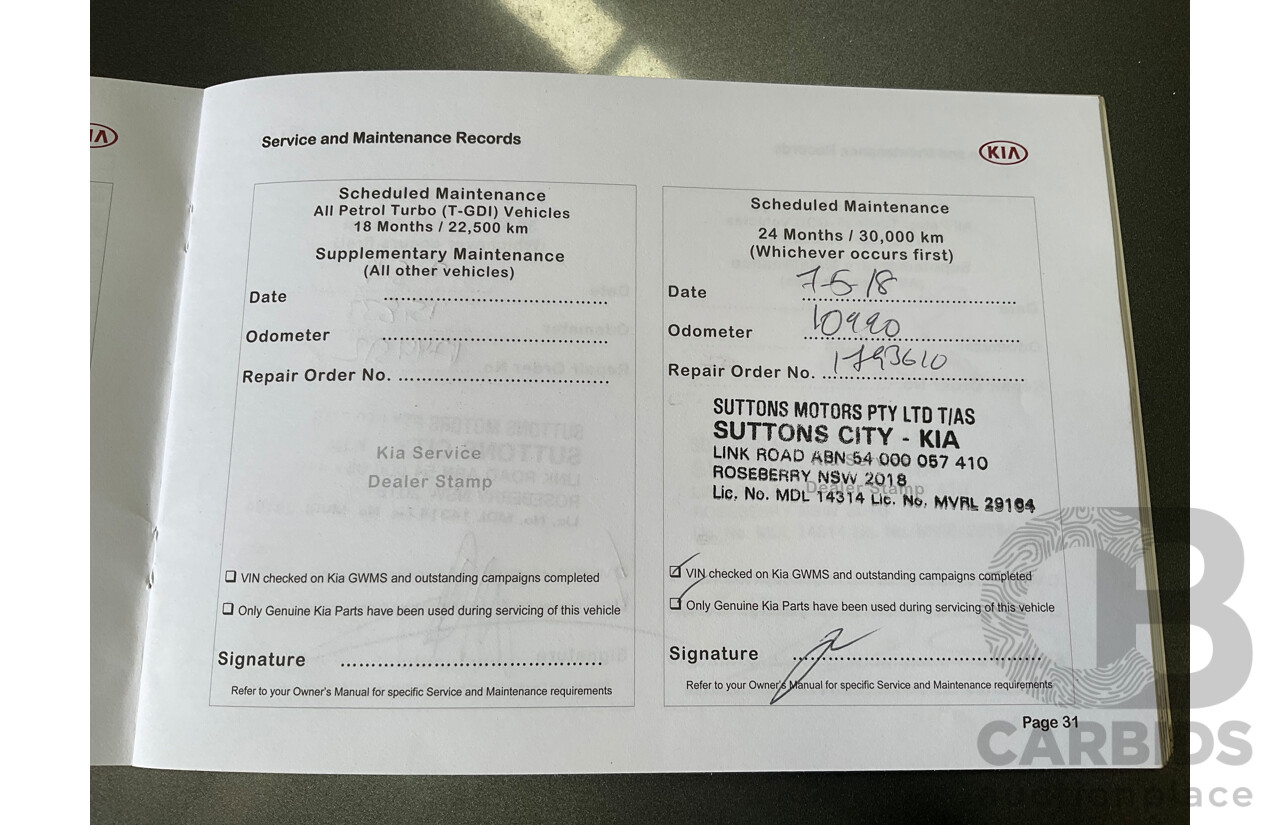 Service and Maintenance Records
KIA
Scheduled Maintenance
All Petrol Turbo (T-GDI) Vehicles
18 Months / 22,500 km
Supplementary Maintenance
(All other vehicles)
Date
Odometer
Repair Order No.
Kia Service
Dealer Stamp
❑ VIN checked on Kia GWMS and outstanding campaigns completed
❑ Only Genuine Kia Parts have been used during servicing of this vehicle
Signature
Refer to your Owner's Manual for specific Service and Maintenance requirements
Scheduled Maintenance
24 Months / 30,000 km
(Whichever occurs first)
Date 7-6-18
Odometer 10990
Repair Order No. 1793610
SUTTONS MOTORS PTY LTD T/AS
SUTTONS CITY - KIA
LINK ROAD ABN 54 000 057 410
ROSEBERRY NSW 2018
Dealer Stamp
Lic. No. MDL 14314 Lic. No. MVRL 29164
VIN checked on Kia GWMS and outstanding campaigns completed
Only Genuine Kia Parts have been used during servicing of this vehicle
Signature
Refer to your Owner's Manual for specific Service and Maintenance requirements
Page 31
CARBIDS
auctionplace